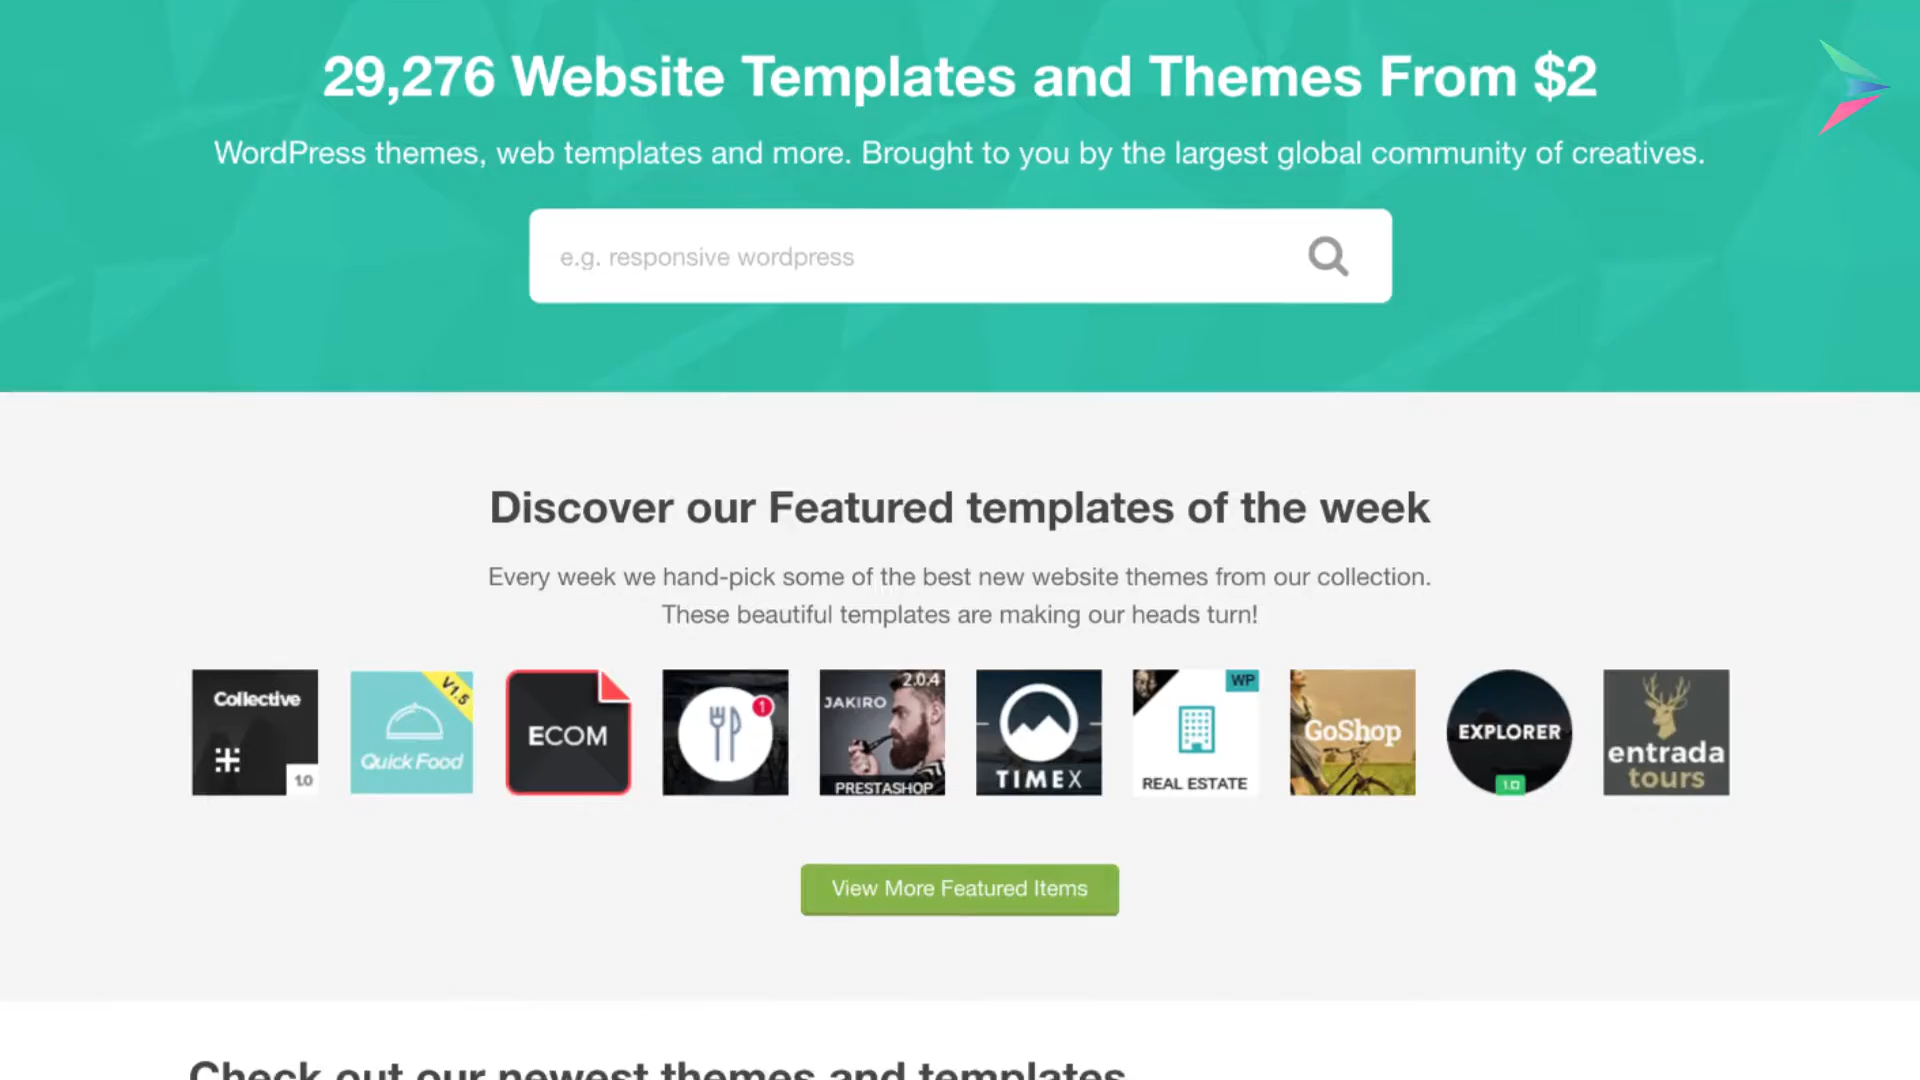 29,276 Website Templates and Themes From $2
WordPress themes, web templates and more. Brought to you by the largest global community of creatives.
e.g. responsive wordpress
Discover our Featured templates of the week
Every week we hand-pick some of the best new website themes from our collection.
These beautiful templates are making our heads turn!
Collective
1.0
V1.5
Quick Food
ECOM
1
2.0.4
JAKIRO
PRESTASHOP
TIMEX
WP
REAL ESTATE
GoShop
EXPLORER
1.0
entrada
tours
View More Featured Items
Check out our newest themes and templates